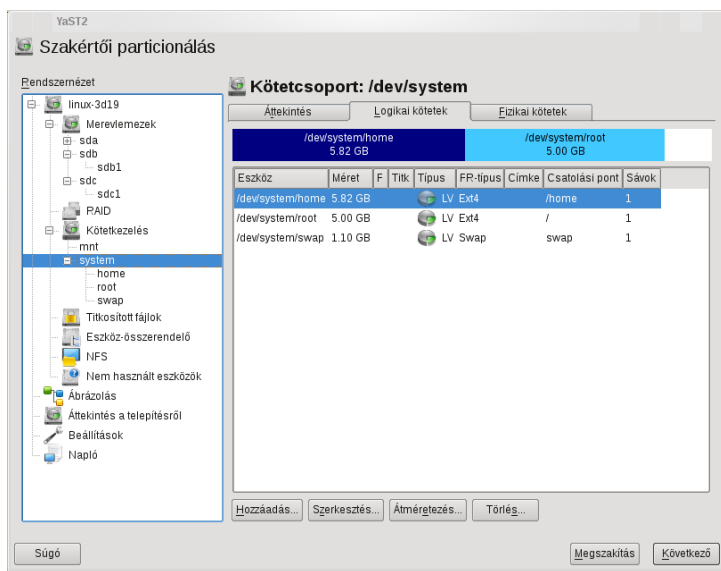 YaST2
Szakértői particionálás
Rendszernézet
linux-3d19
Merevlemezek
sda
sdb
sdb1
sdc
sdc1
RAID
Kötetkezelés
mnt
system
home
root
swap
Titkosított fájlok
Eszköz-összerendelő
NFS
Nem használt eszközök
Ábrázolás
Áttekintés a telepítésről
Beállítások
Napló
Kötetcsoport: /dev/system
Áttekintés Logikai kötetek Fizikai kötetek
/dev/system/home /dev/system/root
5.82 GB 5.00 GB
Eszköz Méret F Titk Típus FR-típus Címke Csatolási pont Sávok
/dev/system/home 5.82 GB LV Ext4 /home 1
/dev/system/root 5.00 GB LV Ext4 / 1
/dev/system/swap 1.10 GB LV Swap swap 1
Hozzáadás... Szerkesztés... Átméretezés... Törlés...
Súgó Megszakítás Következő